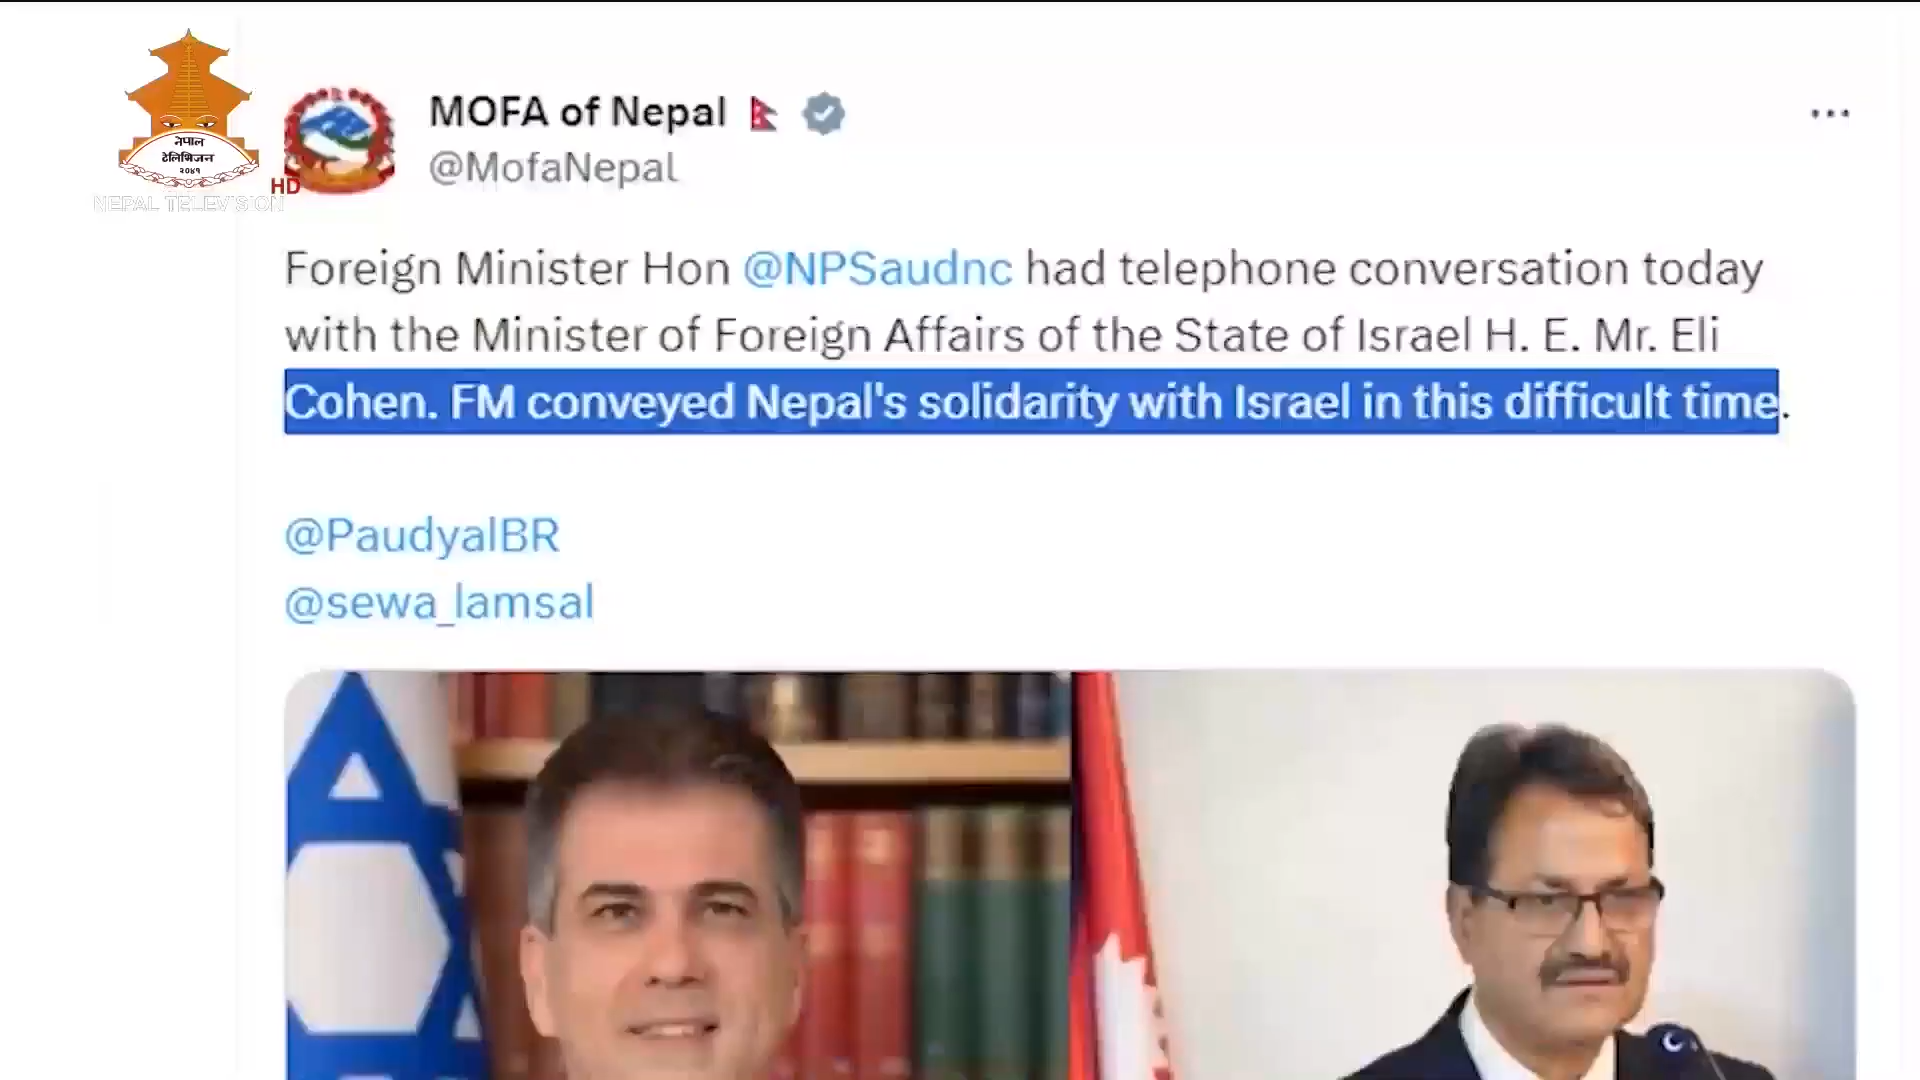 नेपाल
टेलिभिजन
२०४१
HD
NEPAL TELEVISION
MOFA of Nepal
@MofaNepal
Foreign Minister Hon @NPSaudnc had telephone conversation today
with the Minister of Foreign Affairs of the State of Israel H. E. Mr. Eli
Cohen. FM conveyed Nepal's solidarity with Israel in this difficult time.
@PaudyalBR
@sewa_lamsal